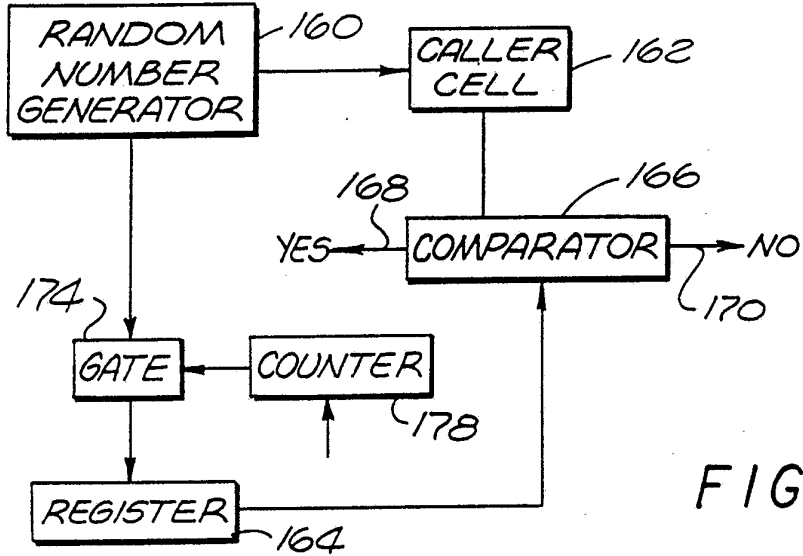 RANDOM
NUMBER
GENERATOR
160
CALLER
CELL
162
168
166
YES
COMPARATOR
NO
170
174
GATE
COUNTER
178
REGISTER
164
FIG